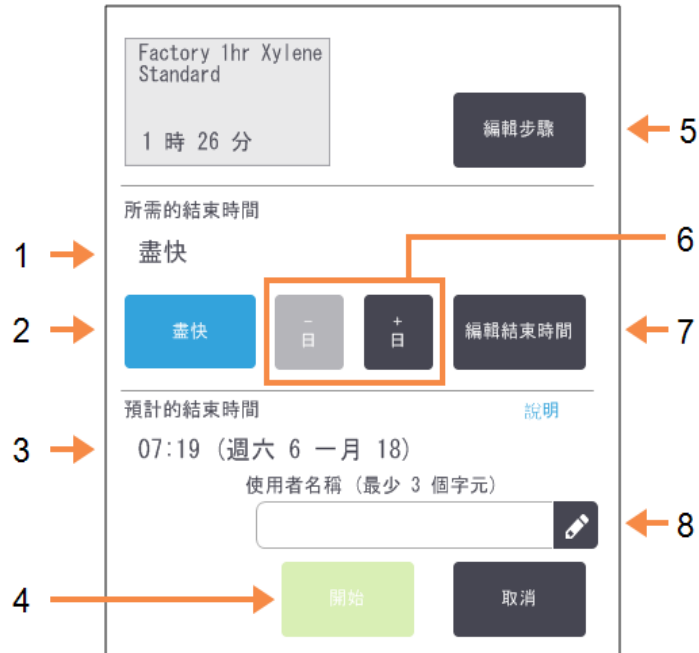 Factory 1hr Xylene
Standard
1 時 26 分
編輯步驟
5
所需的結束時間
1
盡快
6
2
盡快
－
日
+
日
編輯結束時間
7
預計的結束時間
說明
3
07:19 (週六 6 一月 18)
使用者名稱 (最少 3 個字元)
8
4
開始
取消